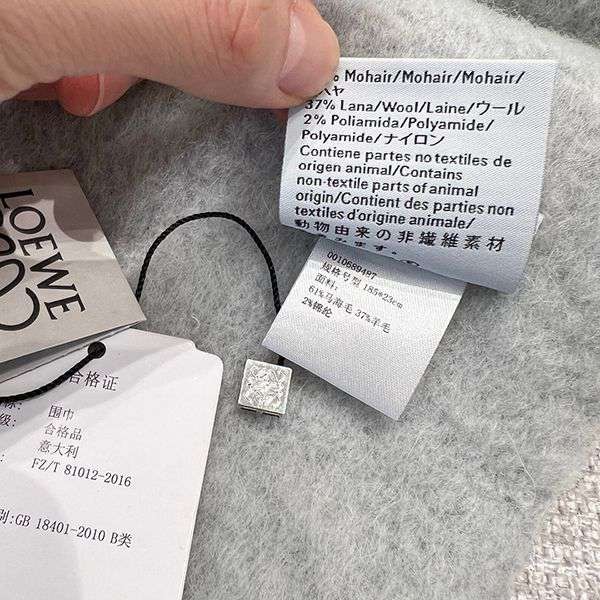 % Mohair/Mohair/Mohair/
ヘヤ
37% Lana/Wool/Laine/ウール
2% Poliamida/Polyamide/
Polyamide/ナイロン
Contiene partes no textiles de
origen animal/Contains
non-textile parts of animal
origin/Contient des parties non
textiles d'origine animale/
動物由来の非繊維素材
0010689487
规格号型 185*23cm
面料:
61%马海毛 37%羊毛
2%锦纶
LOEWE
合格证
围巾
合格品
意大利
FZ/T 81012-2016
别:GB 18401-2010 B类